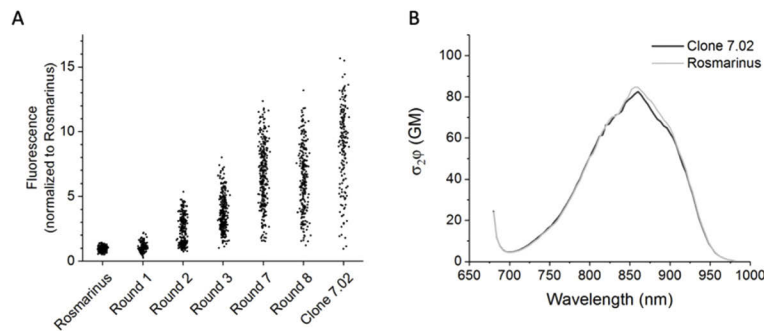 A
Fluorescence
(normalized to Rosmarinus)
15
10
5
0
Rosmarinus
Round 1
Round 2
Round 3
Round 7
Round 8
Clone 7.02
B
Clone 7.02
Rosmarinus
σ₂φ (GM)
100
80
60
40
20
0
650 700 750 800 850 900 950 1000
Wavelength (nm)